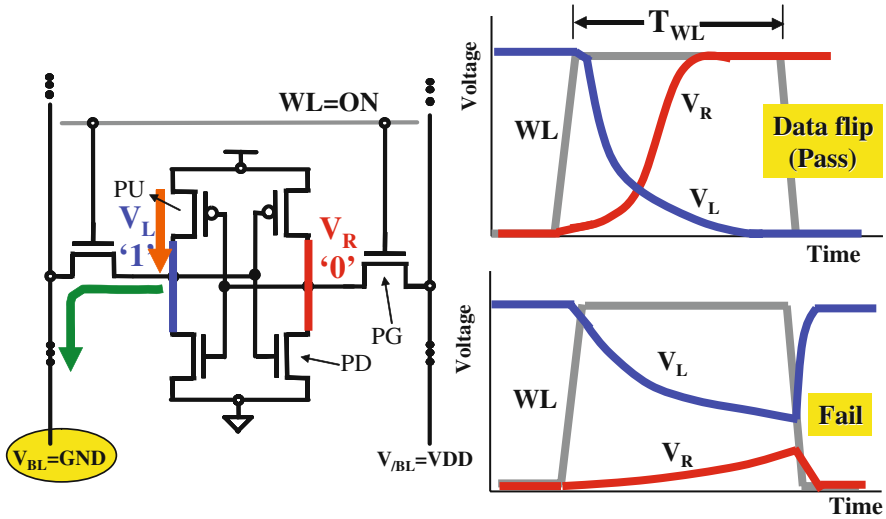 WL=ON
PU
V_L
'1'
V_R
'0'
PG
PD
V_BL=GND
V_/BL=VDD
T_WL
Voltage
WL
V_R
V_L
Data flip
(Pass)
Time
Voltage
WL
V_L
V_R
Fail
Time